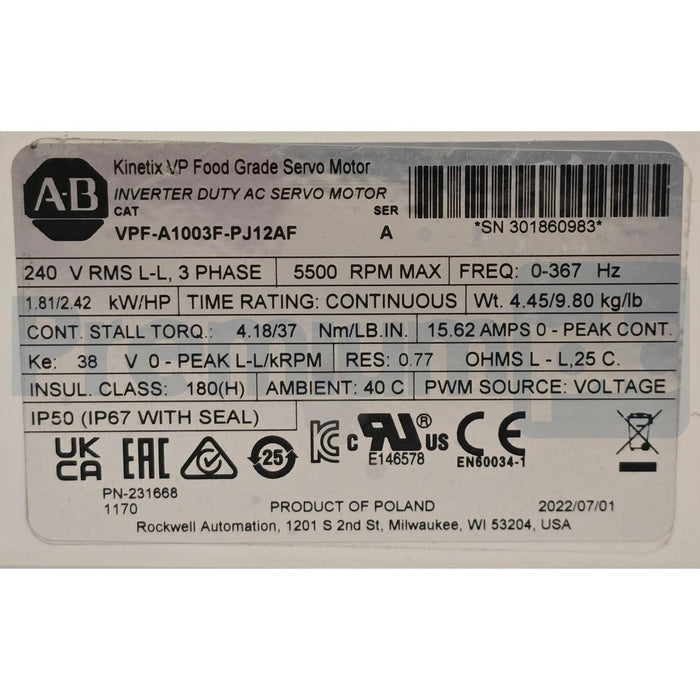 A-B
Kinetix VP Food Grade Servo Motor
INVERTER DUTY AC SERVO MOTOR
CAT SER
VPF-A1003F-PJ12AF A
*SN 301860983*
240 V RMS L-L, 3 PHASE 5500 RPM MAX FREQ: 0-367 Hz
1.81/2.42 kW/HP TIME RATING: CONTINUOUS Wt. 4.45/9.80 kg/lb
CONT. STALL TORQ.: 4.18/37 Nm/LB.IN. 15.62 AMPS 0 - PEAK CONT.
Ke: 38 V 0 - PEAK L-L/kRPM RES: 0.77 OHMS L - L,25 C.
INSUL. CLASS: 180(H) AMBIENT: 40 C PWM SOURCE: VOLTAGE
IP50 (IP67 WITH SEAL)
UK CA EAC 25 KC c RU ® US CE
E146578 EN60034-1
PN-231668
1170 PRODUCT OF POLAND 2022/07/01
Rockwell Automation, 1201 S 2nd St, Milwaukee, WI 53204, USA
Premium